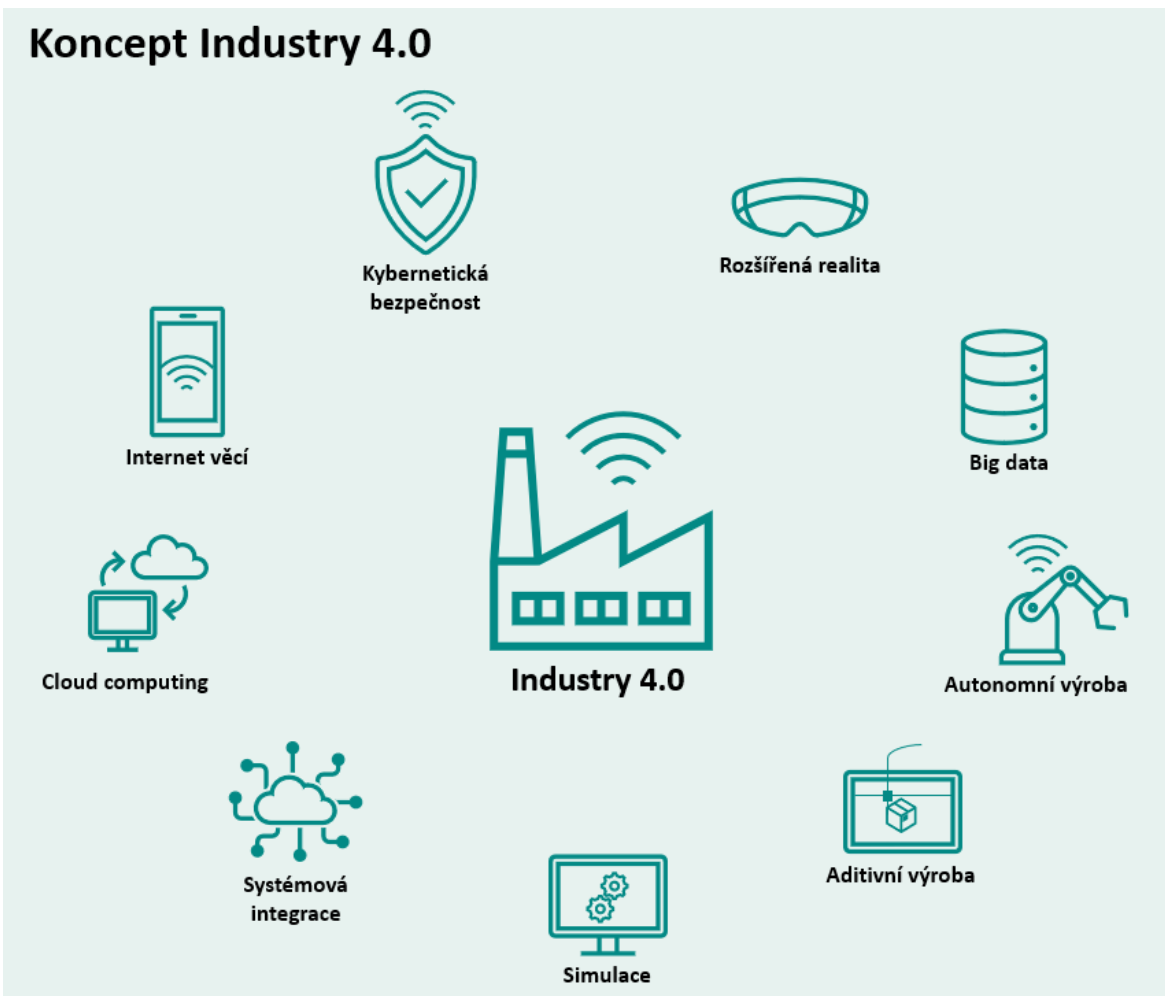 Koncept Industry 4.0
Kybernetická
bezpečnost
Rozšířená realita
Internet věcí
Big data
Cloud computing
Industry 4.0
Autonomní výroba
Systémová
integrace
Aditivní výroba
Simulace